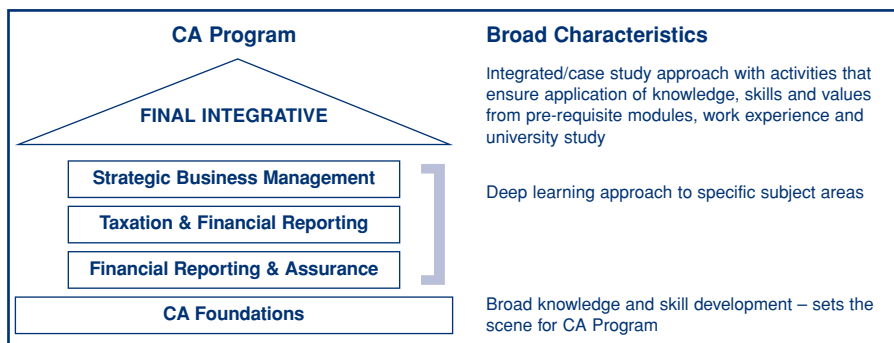 CA Program
Broad Characteristics
FINAL INTEGRATIVE
Integrated/case study approach with activities that
ensure application of knowledge, skills and values
from pre-requisite modules, work experience and
university study
Strategic Business Management
Taxation & Financial Reporting
Financial Reporting & Assurance
Deep learning approach to specific subject areas
CA Foundations
Broad knowledge and skill development – sets the
scene for CA Program